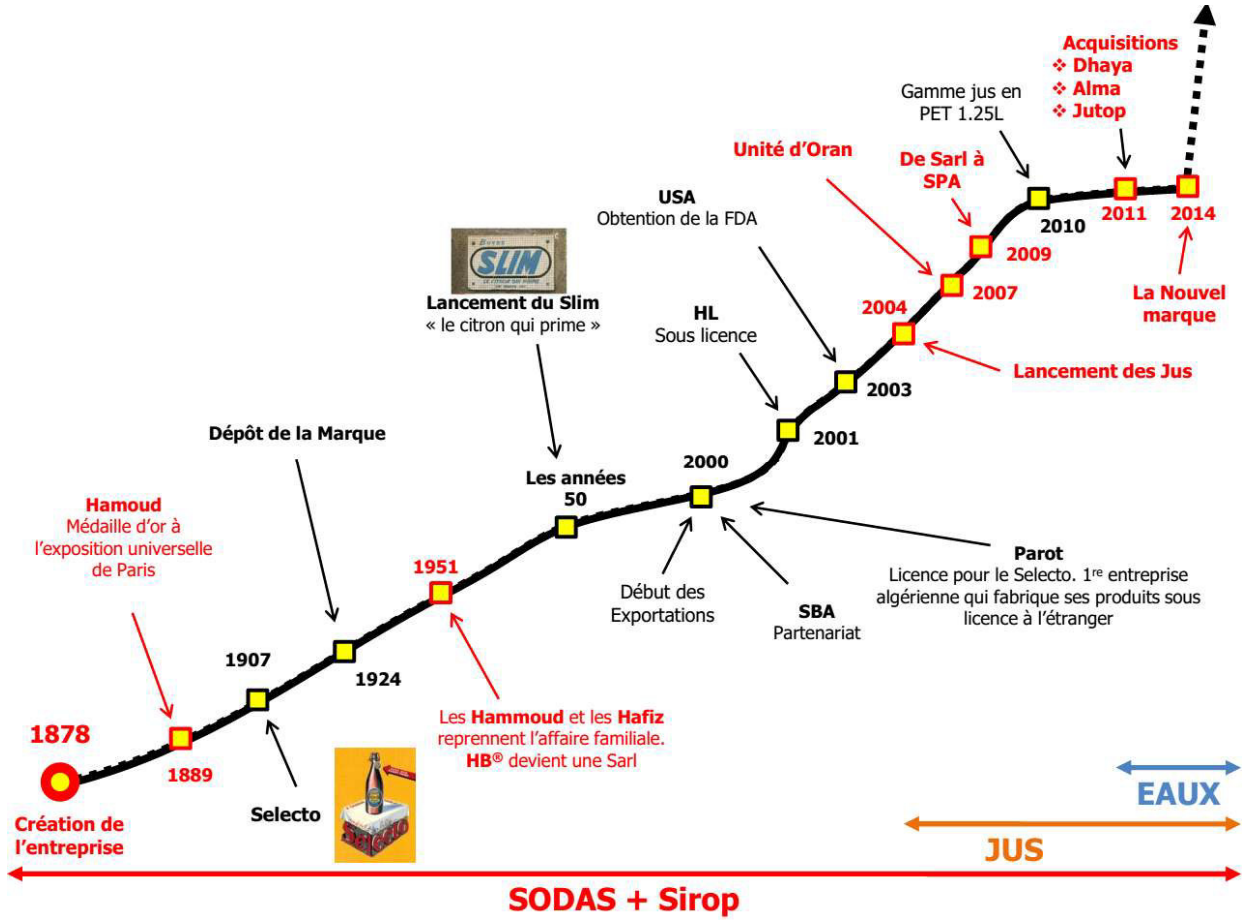 1878
Création de
l'entreprise
Hamoud
Médaille d'or à
l'exposition universelle
de Paris
1889
1907
Selecto
Selecto
Dépôt de la Marque
1924
1951
Les Hammoud et les Hafiz
reprennent l'affaire familiale.
HB® devient une Sarl
SLIM
LE CITRON QUI PRIME
Lancement du Slim
« le citron qui prime »
Les années
50
2000
Début des
Exportations
SBA
Partenariat
Parot
Licence pour le Selecto. 1re entreprise
algérienne qui fabrique ses produits sous
licence à l'étranger
HL
Sous licence
2001
USA
Obtention de la FDA
2003
2004
Lancement des Jus
Unité d'Oran
2007
De Sarl à
SPA
2009
Gamme jus en
PET 1.25L
2010
Acquisitions
❖ Dhaya
❖ Alma
❖ Jutop
2011
2014
La Nouvel
marque
EAUX
JUS
SODAS + Sirop